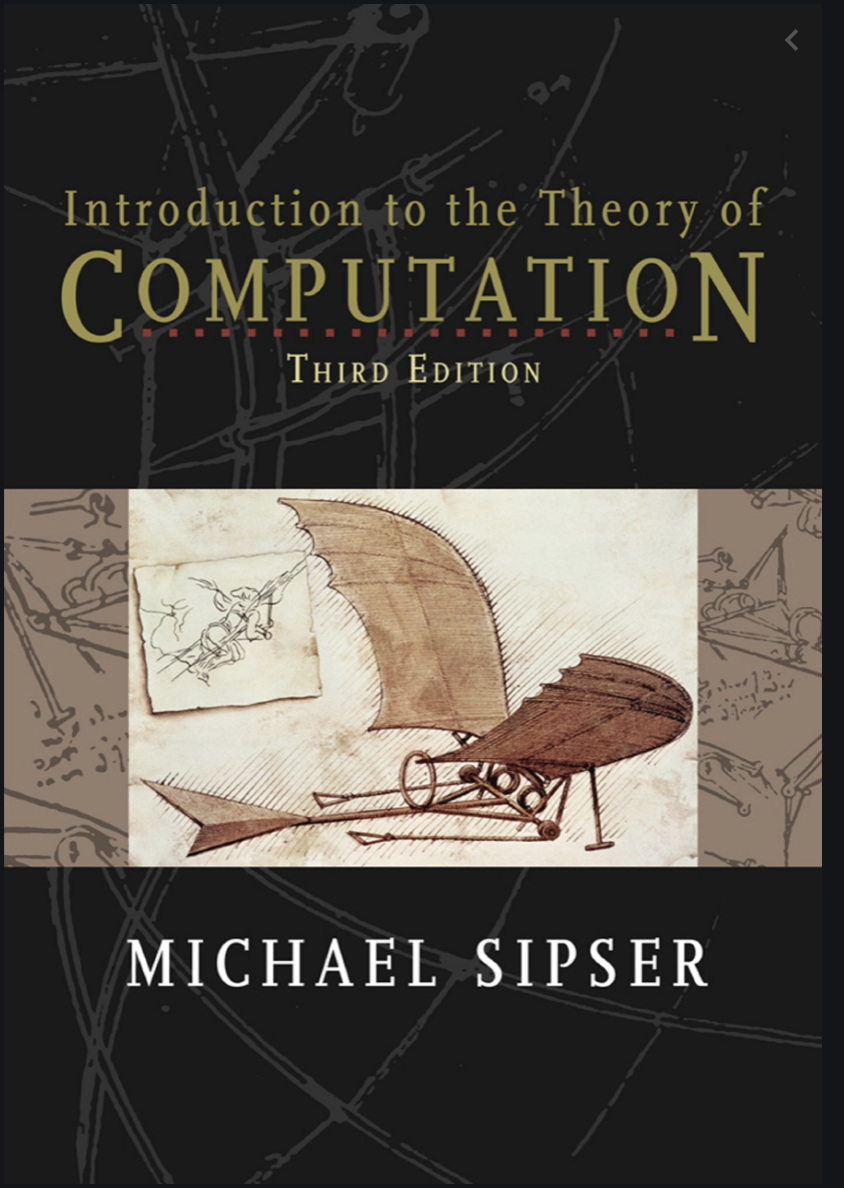 Introduction to the Theory of
COMPUTATION
THIRD EDITION
MICHAEL SIPSER